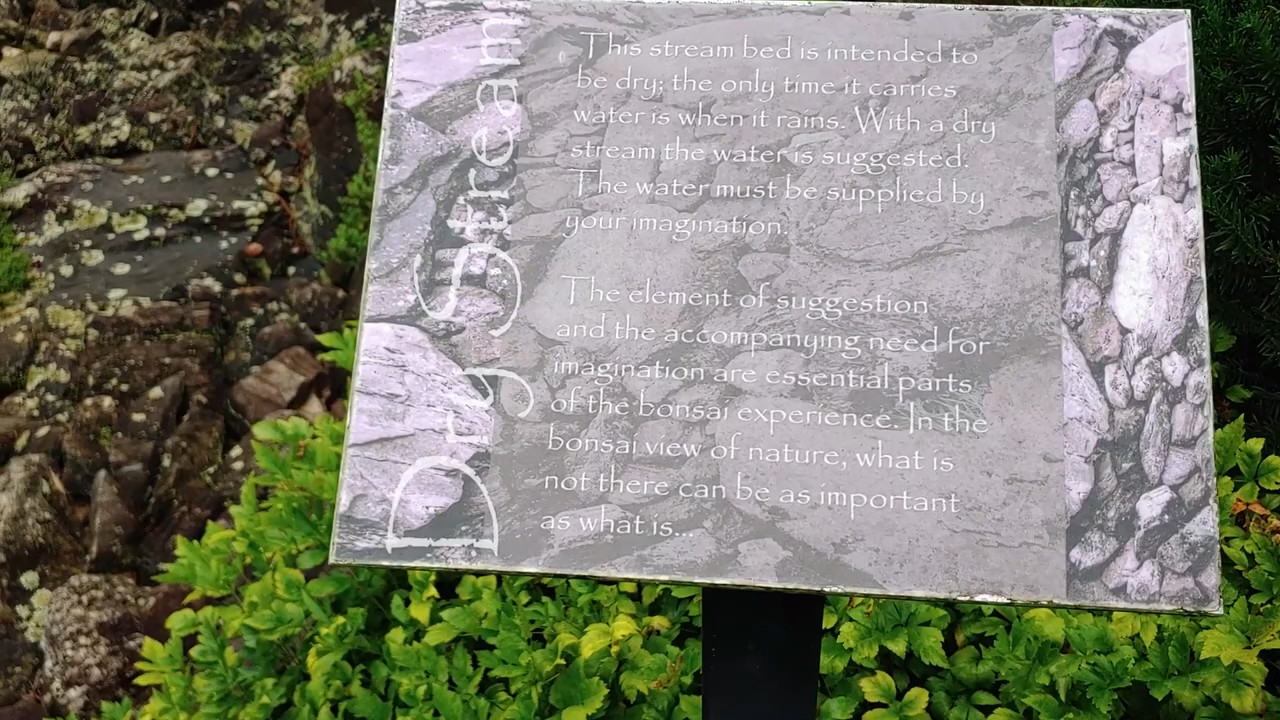 Dry Stream
This stream bed is intended to
be dry; the only time it carries
water is when it rains. With a dry
stream the water is suggested.
The water must be supplied by
your imagination.
The element of suggestion
and the accompanying need for
imagination are essential parts
of the bonsai experience. In the
bonsai view of nature, what is
not there can be as important
as what is...